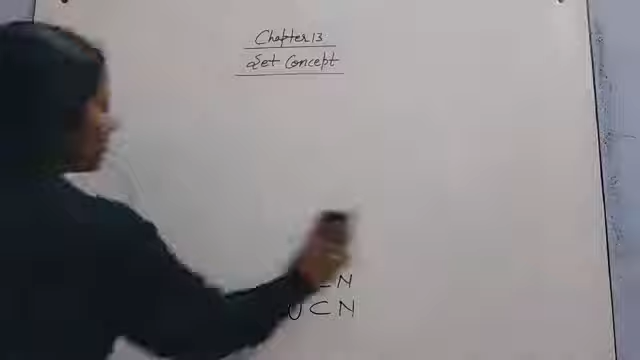 Chapter 13
Set Concept
⊂ N
U ⊂ N